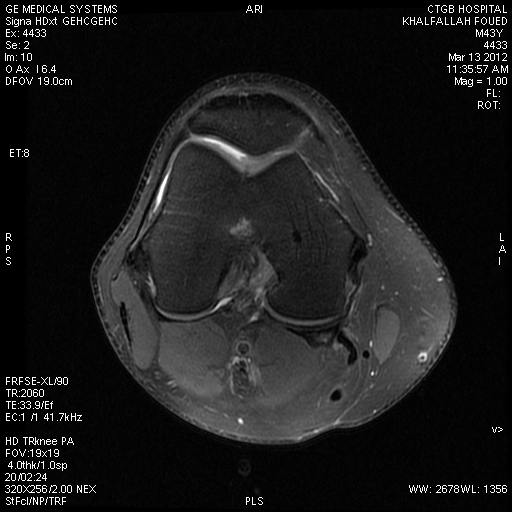 GE MEDICAL SYSTEMS
Signa HDxt GEHCGEHC
Ex: 4433
Se: 2
Im: 10
O Ax I 6.4
DFOV 19.0cm
ARI
CTGB HOSPITAL
KHALFALLAH FOUED
M43Y
4433
Mar 13 2012
11:35:57 AM
Mag = 1.00
FL:
ROT:
ET:8
R
P
S
L
A
I
FRFSE-XL/90
TR:2060
TE:33.9/Ef
EC:1 /1 41.7kHz
HD TRknee PA
FOV:19x19
4.0thk/1.0sp
20/02:24
320X256/2.00 NEX
StFcl/NP/TRF
PLS
v>
WW: 2678WL: 1356